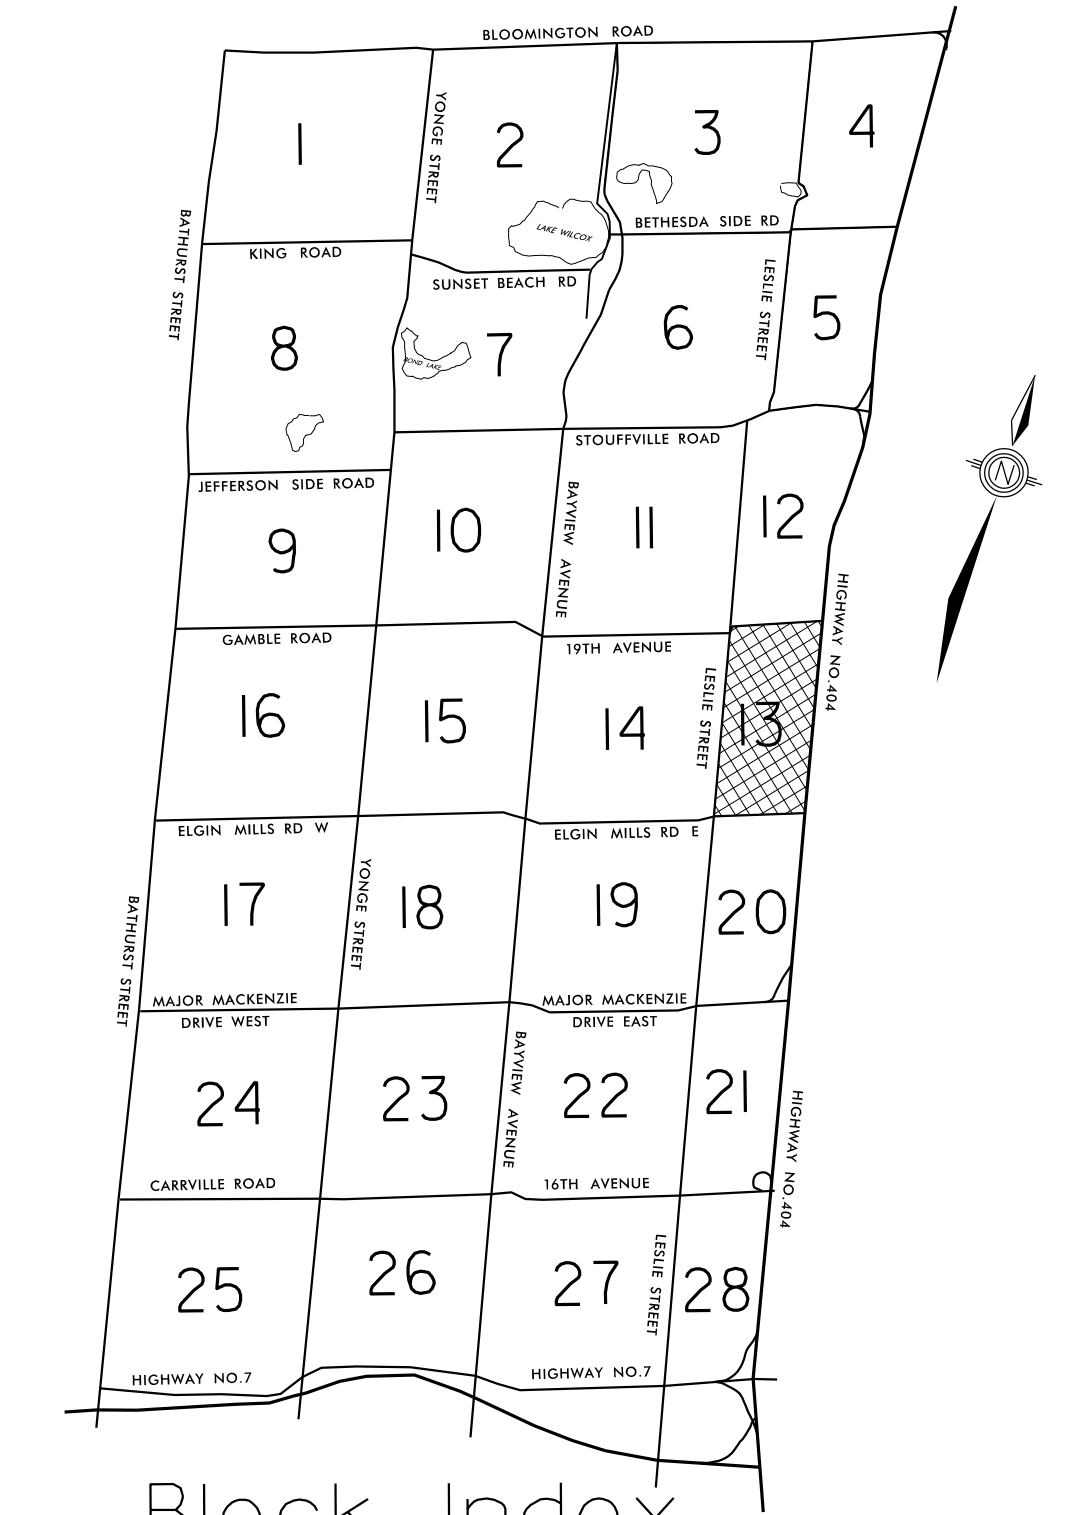 BLOOMINGTON ROAD
1
YONGE STREET
2
3
4
BATHURST STREET
LAKE WILCOX
BETHESDA SIDE RD
KING ROAD
SUNSET BEACH RD
LESLIE STREET
8
7
6
5
BOND LAKE
STOUFFVILLE ROAD
JEFFERSON SIDE ROAD
N
9
10
BAYVIEW AVENUE
11
12
HIGHWAY NO.404
GAMBLE ROAD
19TH AVENUE
LESLIE STREET
16
15
14
13
ELGIN MILLS RD W
ELGIN MILLS RD E
BATHURST STREET
17
YONGE STREET
18
19
20
MAJOR MACKENZIE
DRIVE WEST
MAJOR MACKENZIE
DRIVE EAST
24
23
BAYVIEW AVENUE
22
21
HIGHWAY NO.404
CARRVILLE ROAD
16TH AVENUE
LESLIE STREET
25
26
27
28
HIGHWAY NO.7
HIGHWAY NO.7
Block Index